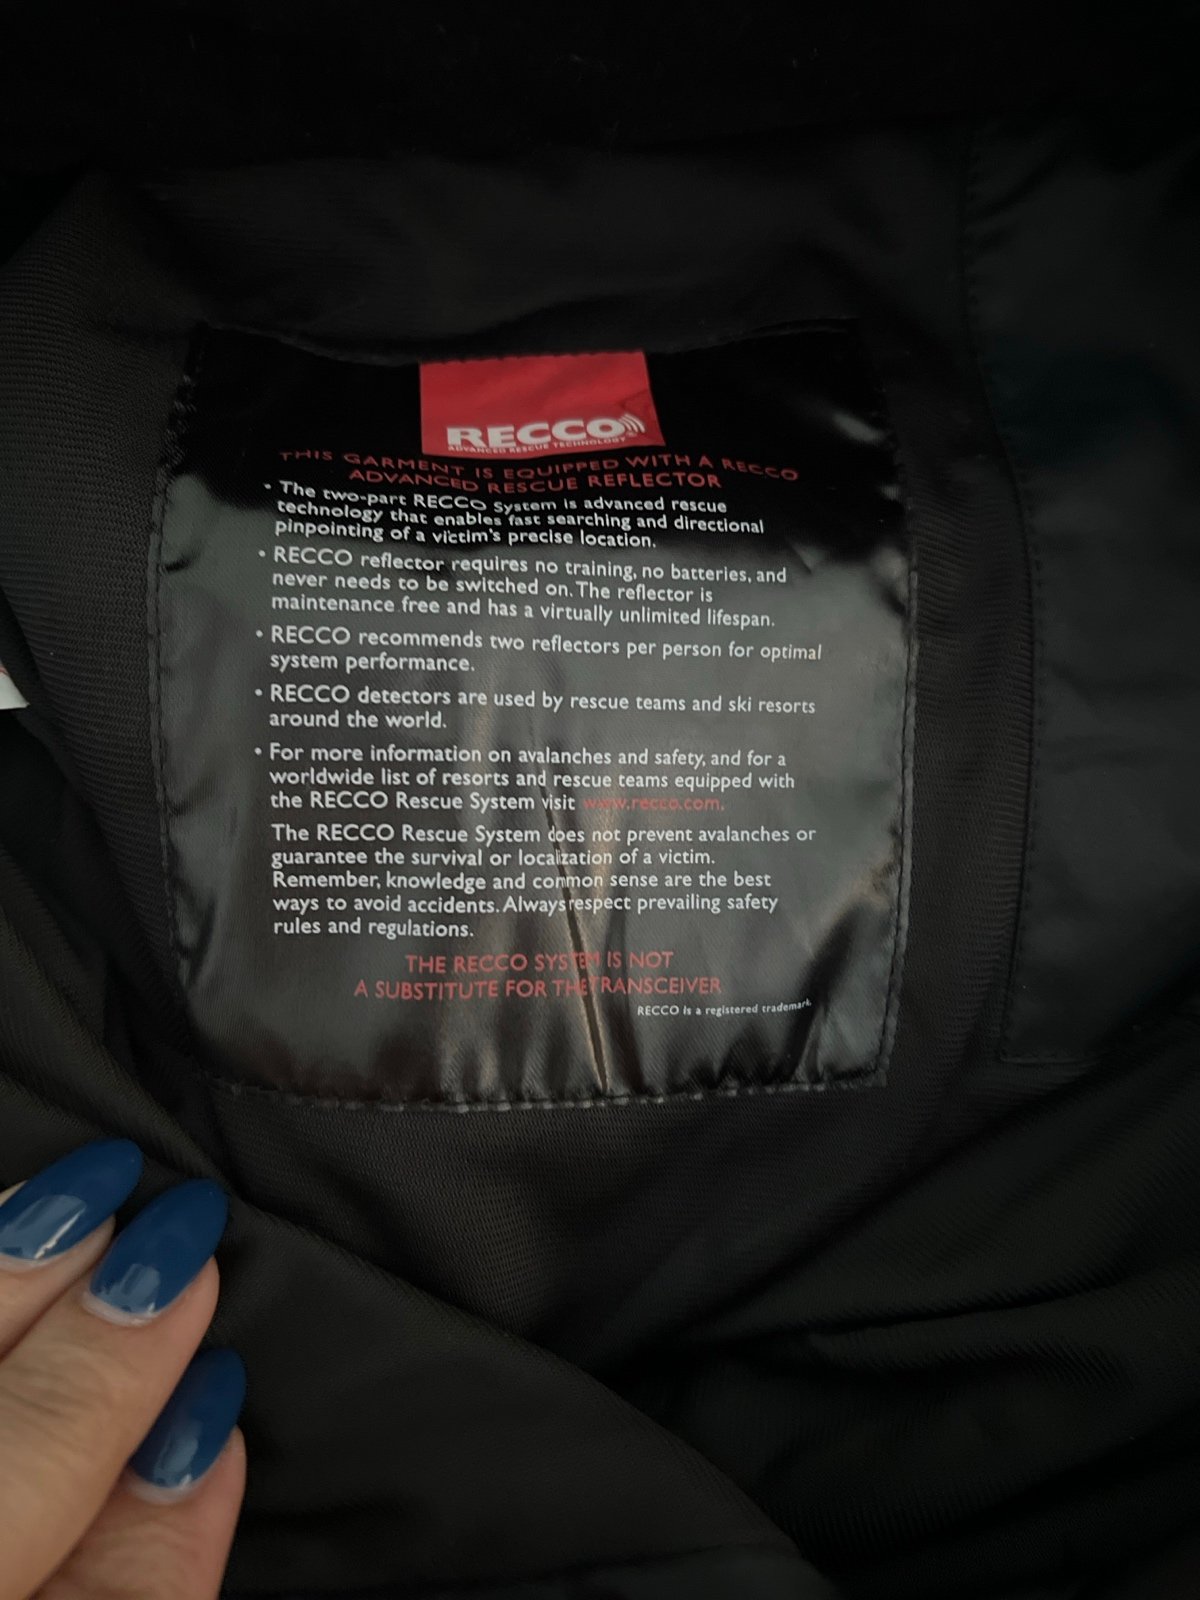 RECCO
ADVANCED RESCUE TECHNOLOGY
THIS GARMENT IS EQUIPPED WITH A RECCO
ADVANCED RESCUE REFLECTOR
• The two-part RECCO System is advanced rescue
technology that enables fast searching and directional
pinpointing of a victim's precise location.
• RECCO reflector requires no training, no batteries, and
never needs to be switched on. The reflector is
maintenance free and has a virtually unlimited lifespan.
• RECCO recommends two reflectors per person for optimal
system performance.
• RECCO detectors are used by rescue teams and ski resorts
around the world.
• For more information on avalanches and safety, and for a
worldwide list of resorts and rescue teams equipped with
the RECCO Rescue System visit www.recco.com.
The RECCO Rescue System does not prevent avalanches or
guarantee the survival or localization of a victim.
Remember, knowledge and common sense are the best
ways to avoid accidents. Always respect prevailing safety
rules and regulations.
THE RECCO SYSTEM IS NOT
A SUBSTITUTE FOR THE TRANSCEIVER
RECCO is a registered trademark.